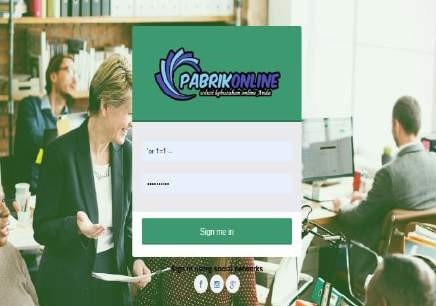 PABRIKONLINE
solusi kebutuhan online Anda
'or 1=1 --
••••••••••
Sign me in
Sign in using social networks
f
g+